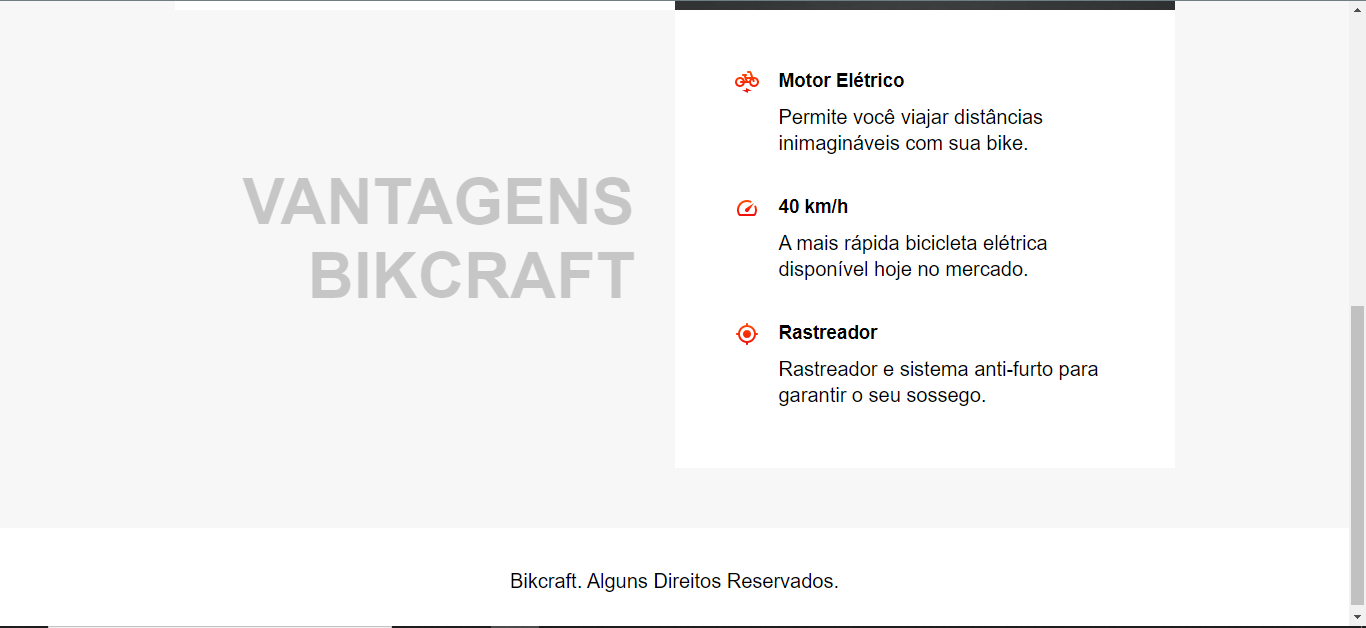 VANTAGENS
BIKCRAFT
Motor Elétrico
Permite você viajar distâncias
inimagináveis com sua bike.
40 km/h
A mais rápida bicicleta elétrica
disponível hoje no mercado.
Rastreador
Rastreador e sistema anti-furto para
garantir o seu sossego.
Bikcraft. Alguns Direitos Reservados.